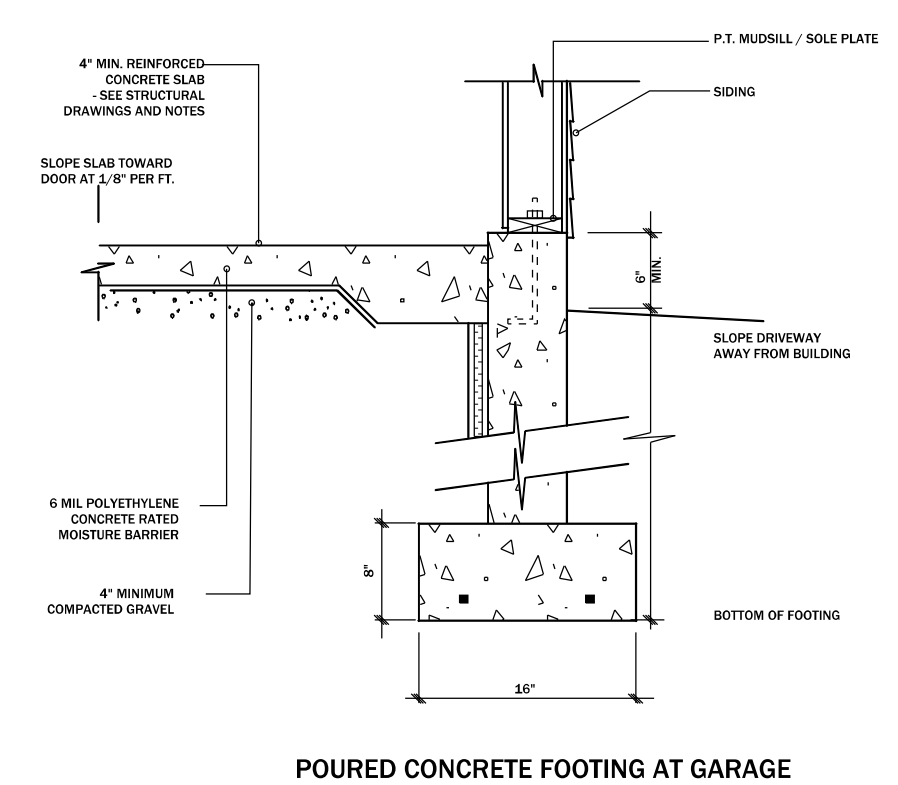 P.T. MUDSILL / SOLE PLATE
4" MIN. REINFORCED
CONCRETE SLAB
- SEE STRUCTURAL
DRAWINGS AND NOTES
SIDING
SLOPE SLAB TOWARD
DOOR AT 1/8" PER FT.
6"
MIN.
SLOPE DRIVEWAY
AWAY FROM BUILDING
6 MIL POLYETHYLENE
CONCRETE RATED
MOISTURE BARRIER
8"
4" MINIMUM
COMPACTED GRAVEL
BOTTOM OF FOOTING
16"
POURED CONCRETE FOOTING AT GARAGE